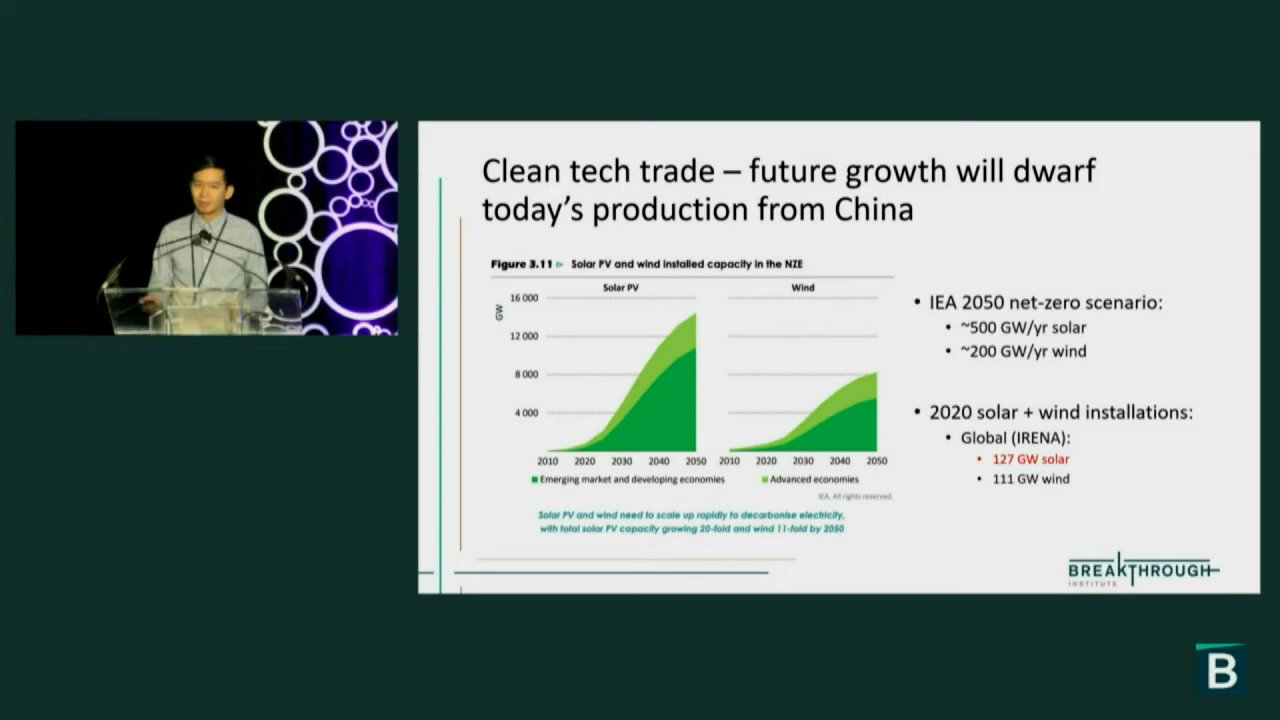 Clean tech trade – future growth will dwarf
today's production from China
Figure 3.11 ▷ Solar PV and wind installed capacity in the NZE
Solar PV
Wind
GW
16 000
12 000
8 000
4 000
2010 2020 2030 2040 2050
2010 2020 2030 2040 2050
Emerging market and developing economies
Advanced economies
IEA. All rights reserved.
Solar PV and wind need to scale up rapidly to decarbonise electricity,
with total solar PV capacity growing 20-fold and wind 11-fold by 2050
• IEA 2050 net-zero scenario:
• ~500 GW/yr solar
• ~200 GW/yr wind
• 2020 solar + wind installations:
• Global (IRENA):
• 127 GW solar
• 111 GW wind
BREAKTHROUGH
INSTITUTE
B